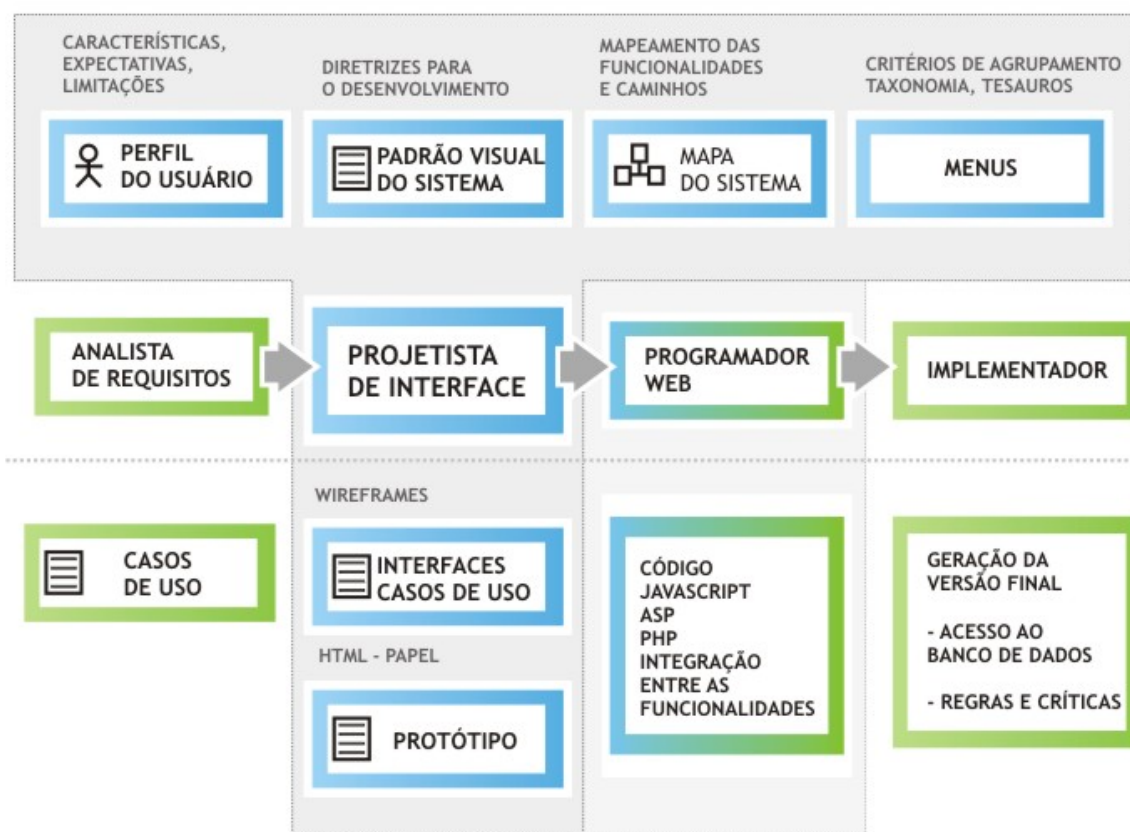 CARACTERÍSTICAS,
EXPECTATIVAS,
LIMITAÇÕES
DIRETRIZES PARA
O DESENVOLVIMENTO
MAPEAMENTO DAS
FUNCIONALIDADES
E CAMINHOS
CRITÉRIOS DE AGRUPAMENTO
TAXONOMIA, TESAUROS
PERFIL
DO USUÁRIO
PADRÃO VISUAL
DO SISTEMA
MAPA
DO SISTEMA
MENUS
ANALISTA
DE REQUISITOS
PROJETISTA
DE INTERFACE
PROGRAMADOR
WEB
IMPLEMENTADOR
CASOS
DE USO
WIREFRAMES
INTERFACES
CASOS DE USO
HTML - PAPEL
PROTÓTIPO
CÓDIGO
JAVASCRIPT
ASP
PHP
INTEGRAÇÃO
ENTRE AS
FUNCIONALIDADES
GERAÇÃO DA
VERSÃO FINAL
- ACESSO AO
BANCO DE DADOS
- REGRAS E CRÍTICAS